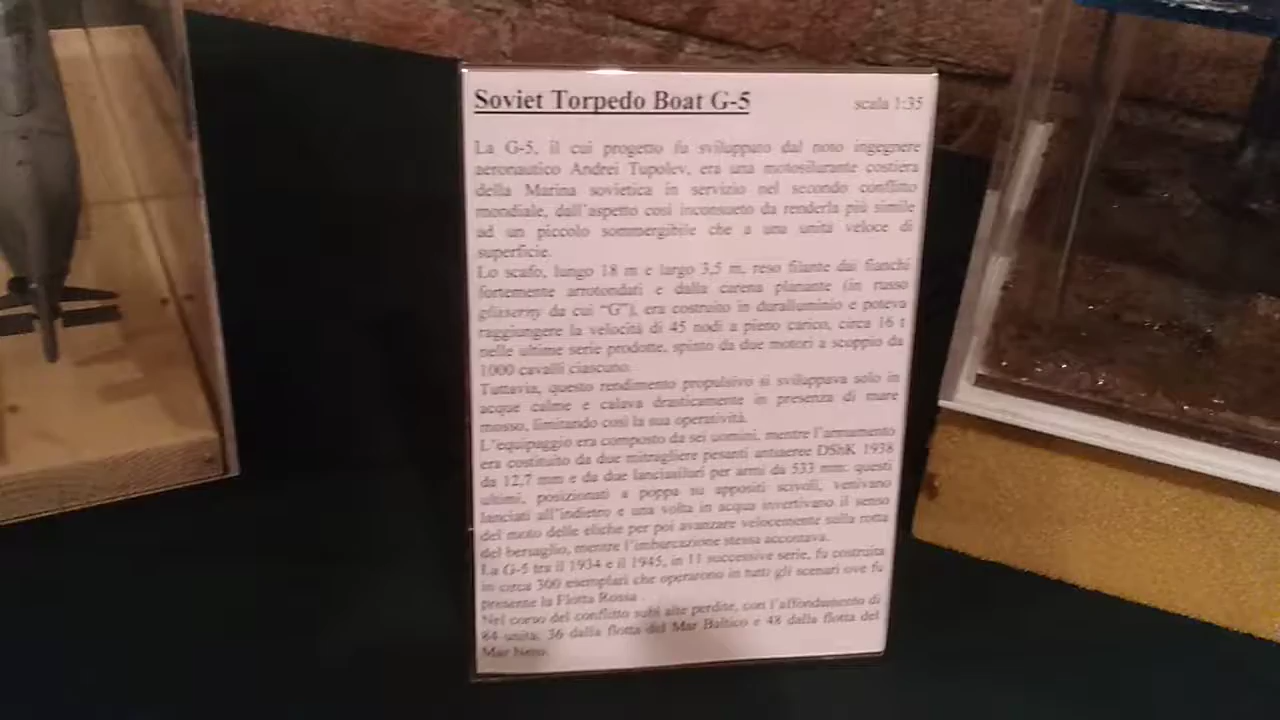 Soviet Torpedo Boat G-5 scala 1:35
La G-5, il cui progetto fu sviluppato dal noto ingegnere
aeronautico Andrei Tupolev, era una motosilurante costiera
della Marina sovietica in servizio nel secondo conflitto
mondiale, dall'aspetto così inconsueto da renderla più simile
ad un piccolo sommergibile che a una unità veloce di
superficie.
Lo scafo, lungo 18 m e largo 3,5 m, reso filante dai fianchi
fortemente arrotondati e dalla carena planante (in russo
da cui "G"), era costruito in duralluminio e poteva
raggiungere la velocità di 45 nodi a pieno carico, circa 16 t
nelle ultime serie prodotte, spinto da due motori a scoppio da
1000 cavalli ciascuno.
Tuttavia, questo rendimento propulsivo si sviluppava solo in
acque calme e calava drasticamente in presenza di mare
mosso, limitando così la sua operatività.
L'equipaggio era composto da sei uomini, mentre l'armamento
era costituito da due mitragliere pesanti antiaeree DShK 1938
da 12,7 mm e da due lanciasiluri per armi da 533 mm: questi
ultimi, posizionati a poppa su appositi scivoli, venivano
lanciati all'indietro e una volta in acqua invertivano il senso
del moto delle eliche per poi avanzare velocemente sulla rotta
del bersaglio, mentre l'imbarcazione stessa accostava.
La G-5 tra il 1934 e il 1945, in 11 successive serie, fu costruita
in circa 300 esemplari che operarono in tutti gli scenari ove fu
presente la Flotta Rossa .
Nel corso del conflitto subì alte perdite, con l'affondamento di
84 unità: 36 dalla flotta del Mar Baltico e 48 dalla flotta del
Mar Nero.